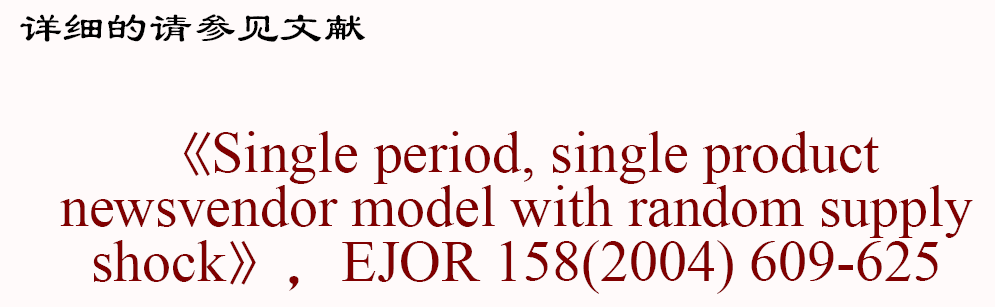 详细的请参见文献
《Single period, single product
newsvendor model with random supply
shock》，EJOR 158(2004) 609-625